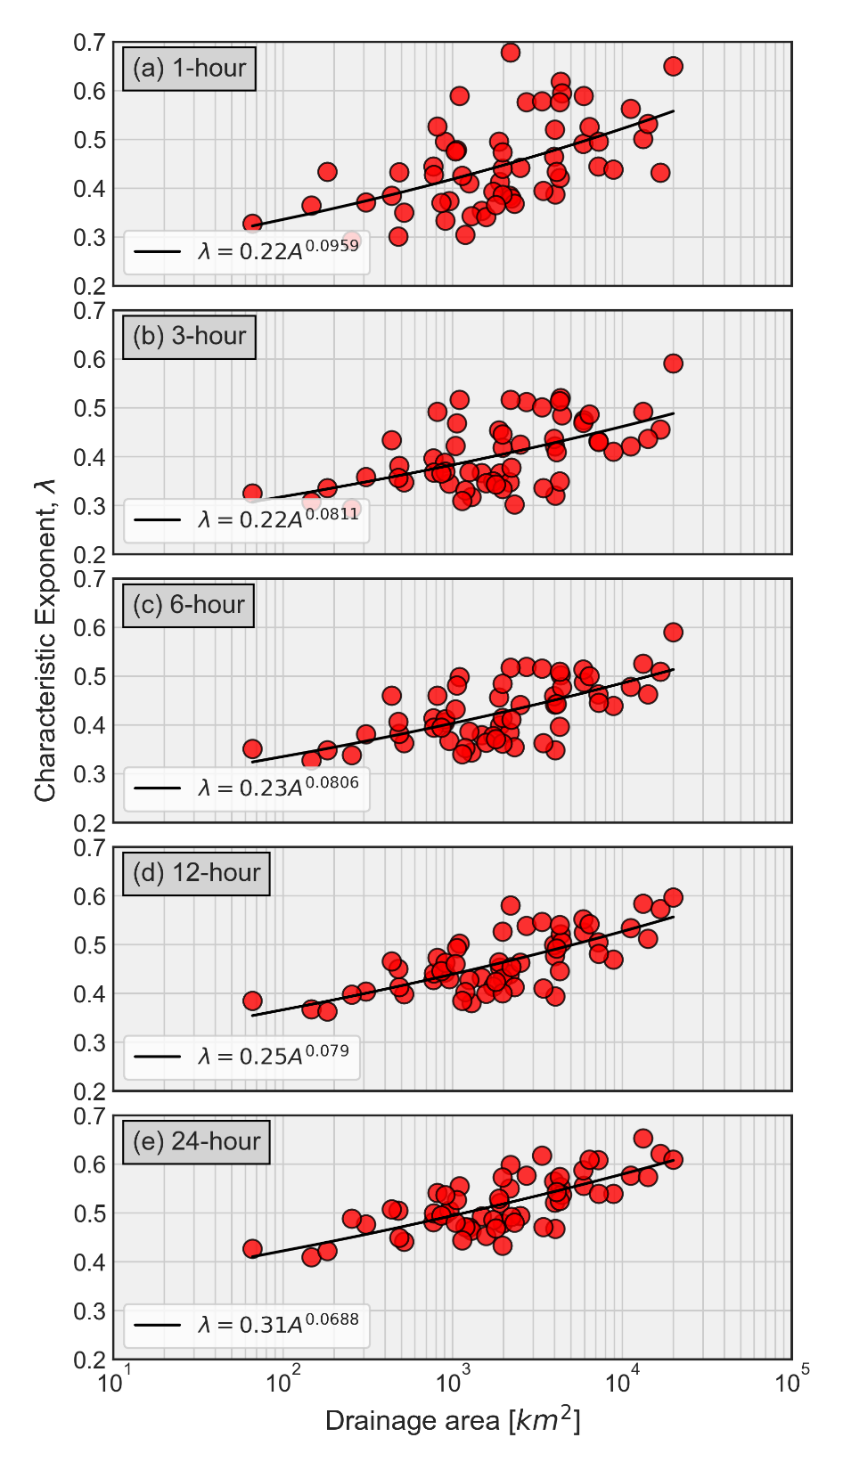 Characteristic Exponent, λ
0.7
(a) 1-hour
0.6
0.5
0.4
0.3
λ = 0.22A^0.0959
0.2
0.7
(b) 3-hour
0.6
0.5
0.4
0.3
λ = 0.22A^0.0811
0.2
0.7
(c) 6-hour
0.6
0.5
0.4
0.3
λ = 0.23A^0.0806
0.2
0.7
(d) 12-hour
0.6
0.5
0.4
0.3
λ = 0.25A^0.079
0.2
0.7
(e) 24-hour
0.6
0.5
0.4
0.3
λ = 0.31A^0.0688
0.2
10^1 10^2 10^3 10^4 10^5
Drainage area [km^2]